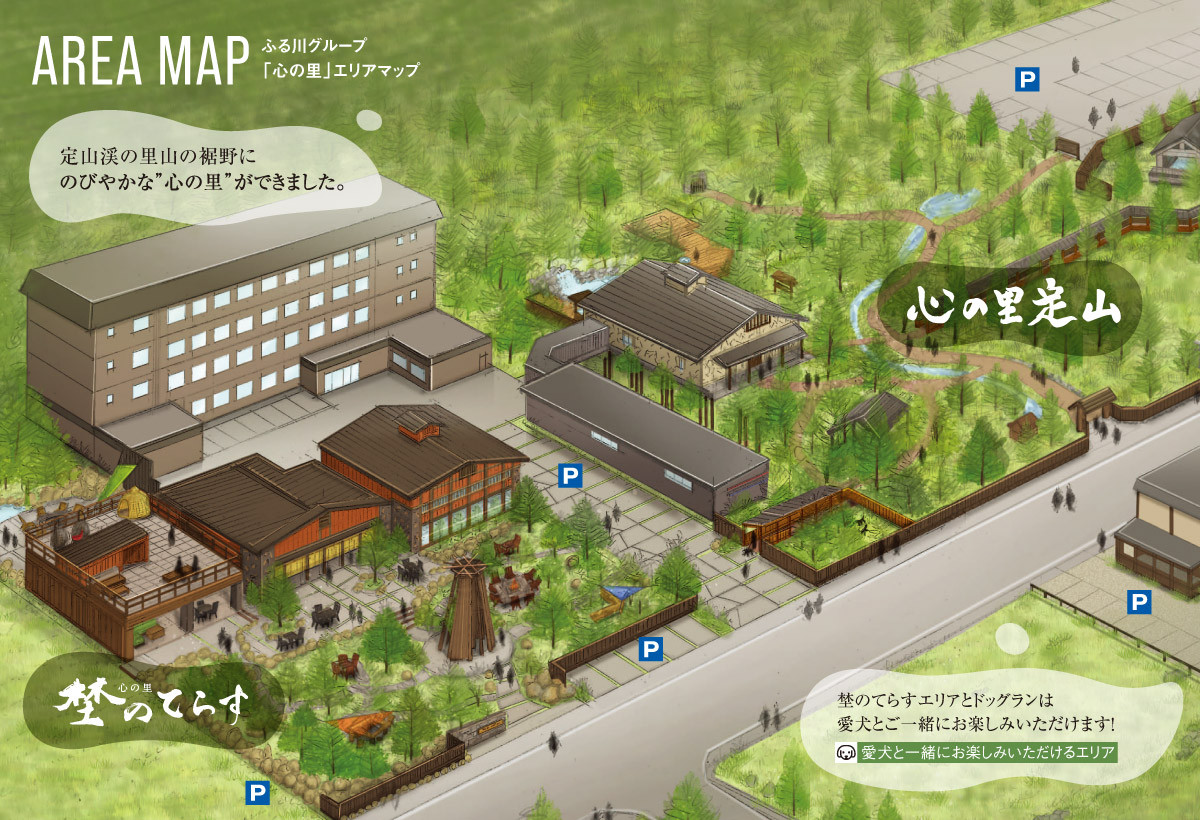 AREA MAP
ふる川グループ
「心の里」エリアマップ
定山渓の里山の裾野に
のびやかな”心の里”ができました。
心の里定山
心の里
埜のてらす
P
P
P
P
P
埜のてらすエリアとドッグランは
愛犬とご一緒にお楽しみいただけます!
愛犬と一緒にお楽しみいただけるエリア